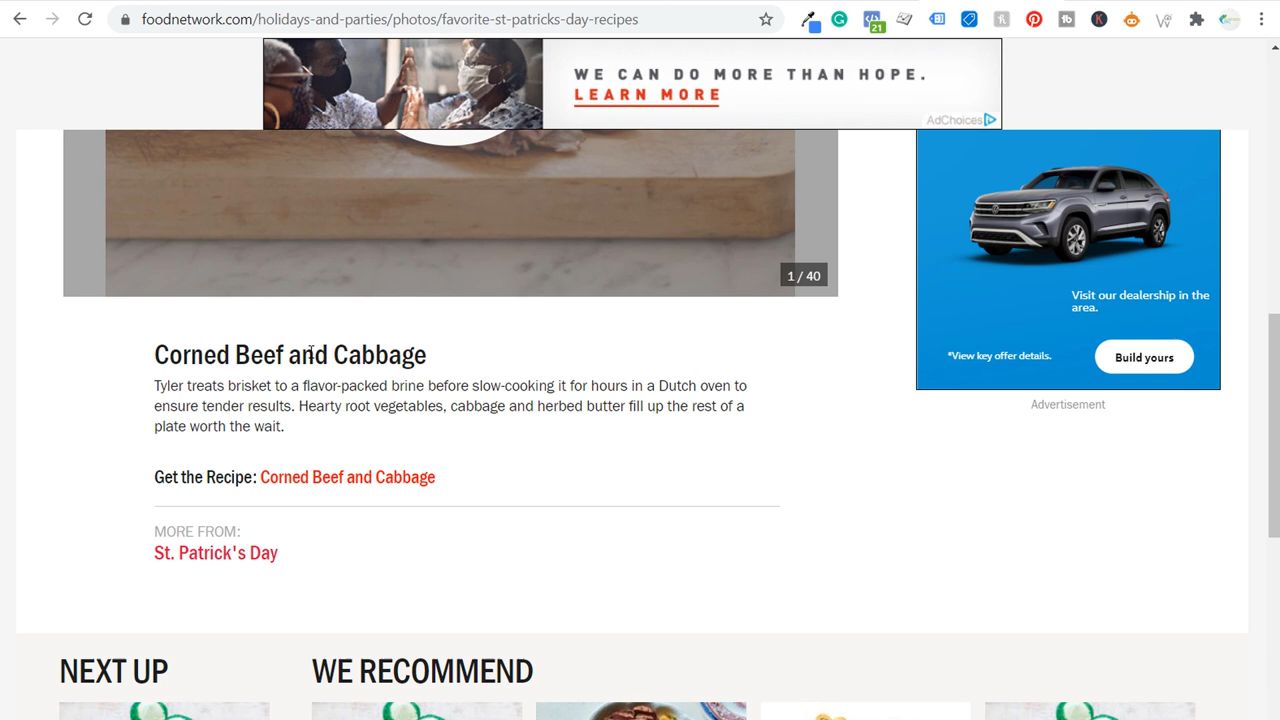 foodnetwork.com/holidays-and-parties/photos/favorite-st-patricks-day-recipes
21
WE CAN DO MORE THAN HOPE.
LEARN MORE
AdChoices
1 / 40
Visit our dealership in the
area.
*View key offer details.
Build yours
Advertisement
Corned Beef and Cabbage
Tyler treats brisket to a flavor-packed brine before slow-cooking it for hours in a Dutch oven to
ensure tender results. Hearty root vegetables, cabbage and herbed butter fill up the rest of a
plate worth the wait.
Get the Recipe: Corned Beef and Cabbage
MORE FROM:
St. Patrick's Day
NEXT UP
WE RECOMMEND